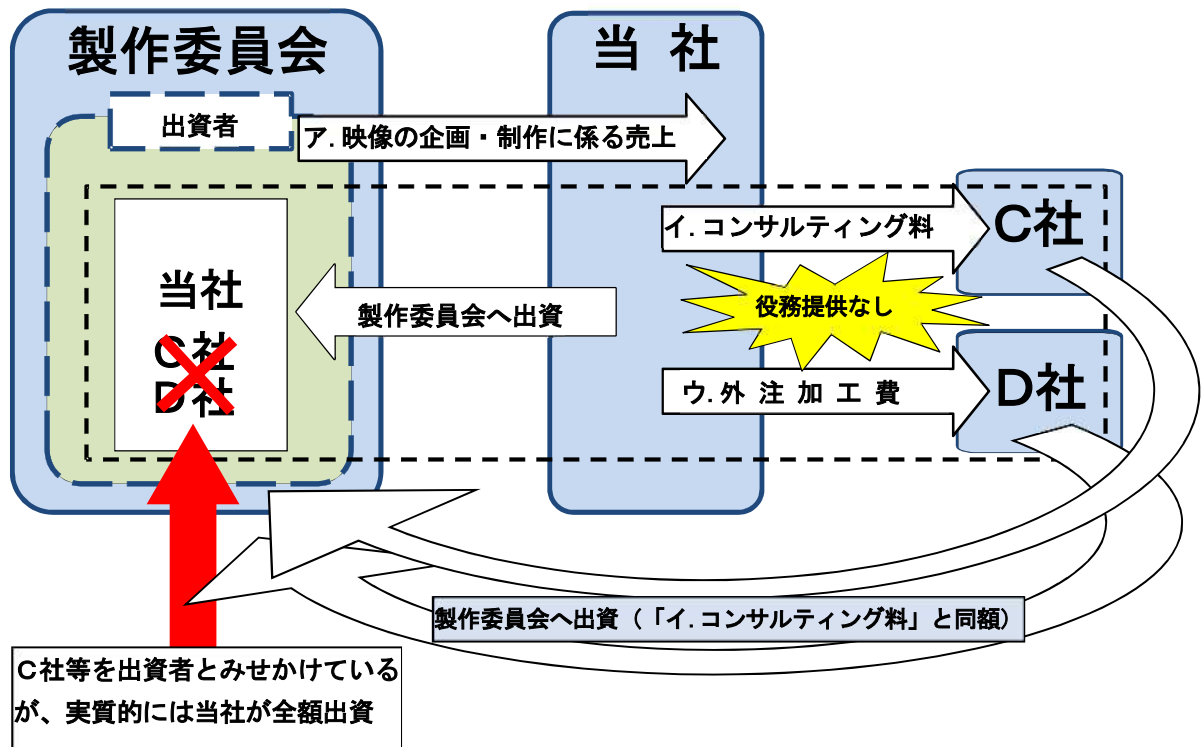 製作委員会
当 社
出資者
ア.映像の企画・制作に係る売上
イ.コンサルティング料
C社
当社
C社
D社
製作委員会へ出資
役務提供なし
ウ.外 注 加 工 費
D社
製作委員会へ出資(「イ.コンサルティング料」と同額)
C社等を出資者とみせかけている
が、実質的には当社が全額出資